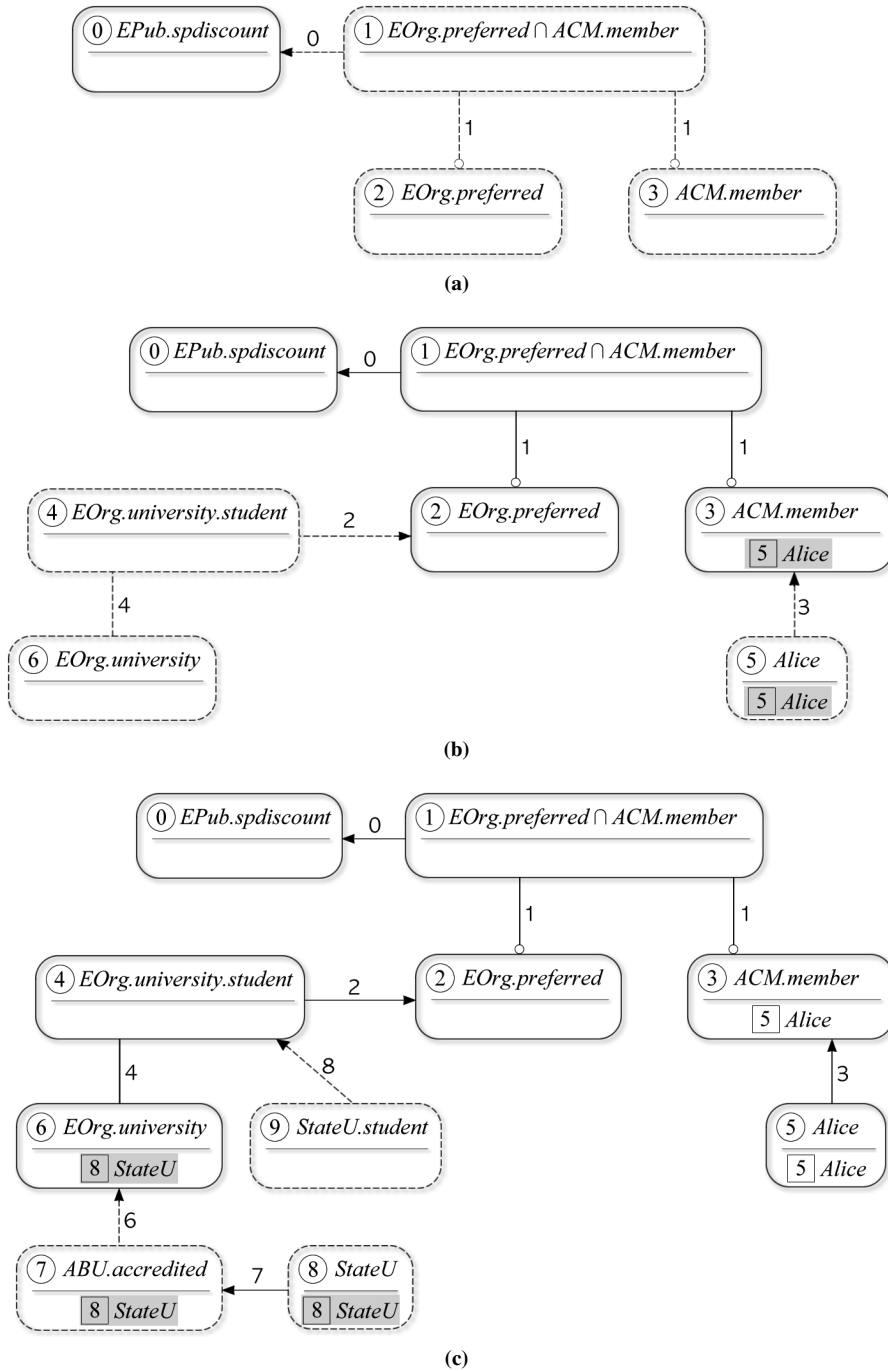 0 EPub.spdiscount 0 1 EOrg.preferred ∩ ACM.member
1 1
2 EOrg.preferred 3 ACM.member
(a)
0 EPub.spdiscount 0 1 EOrg.preferred ∩ ACM.member
1 1
4 EOrg.university.student 2 2 EOrg.preferred 3 ACM.member
5 Alice
4 3
6 EOrg.university 5 Alice
5 Alice
(b)
0 EPub.spdiscount 0 1 EOrg.preferred ∩ ACM.member
1 1
4 EOrg.university.student 2 2 EOrg.preferred 3 ACM.member
5 Alice
4 8 3
6 EOrg.university 9 StateU.student 5 Alice
8 StateU 5 Alice
6
7 ABU.accredited 7 8 StateU
8 StateU 8 StateU
(c)